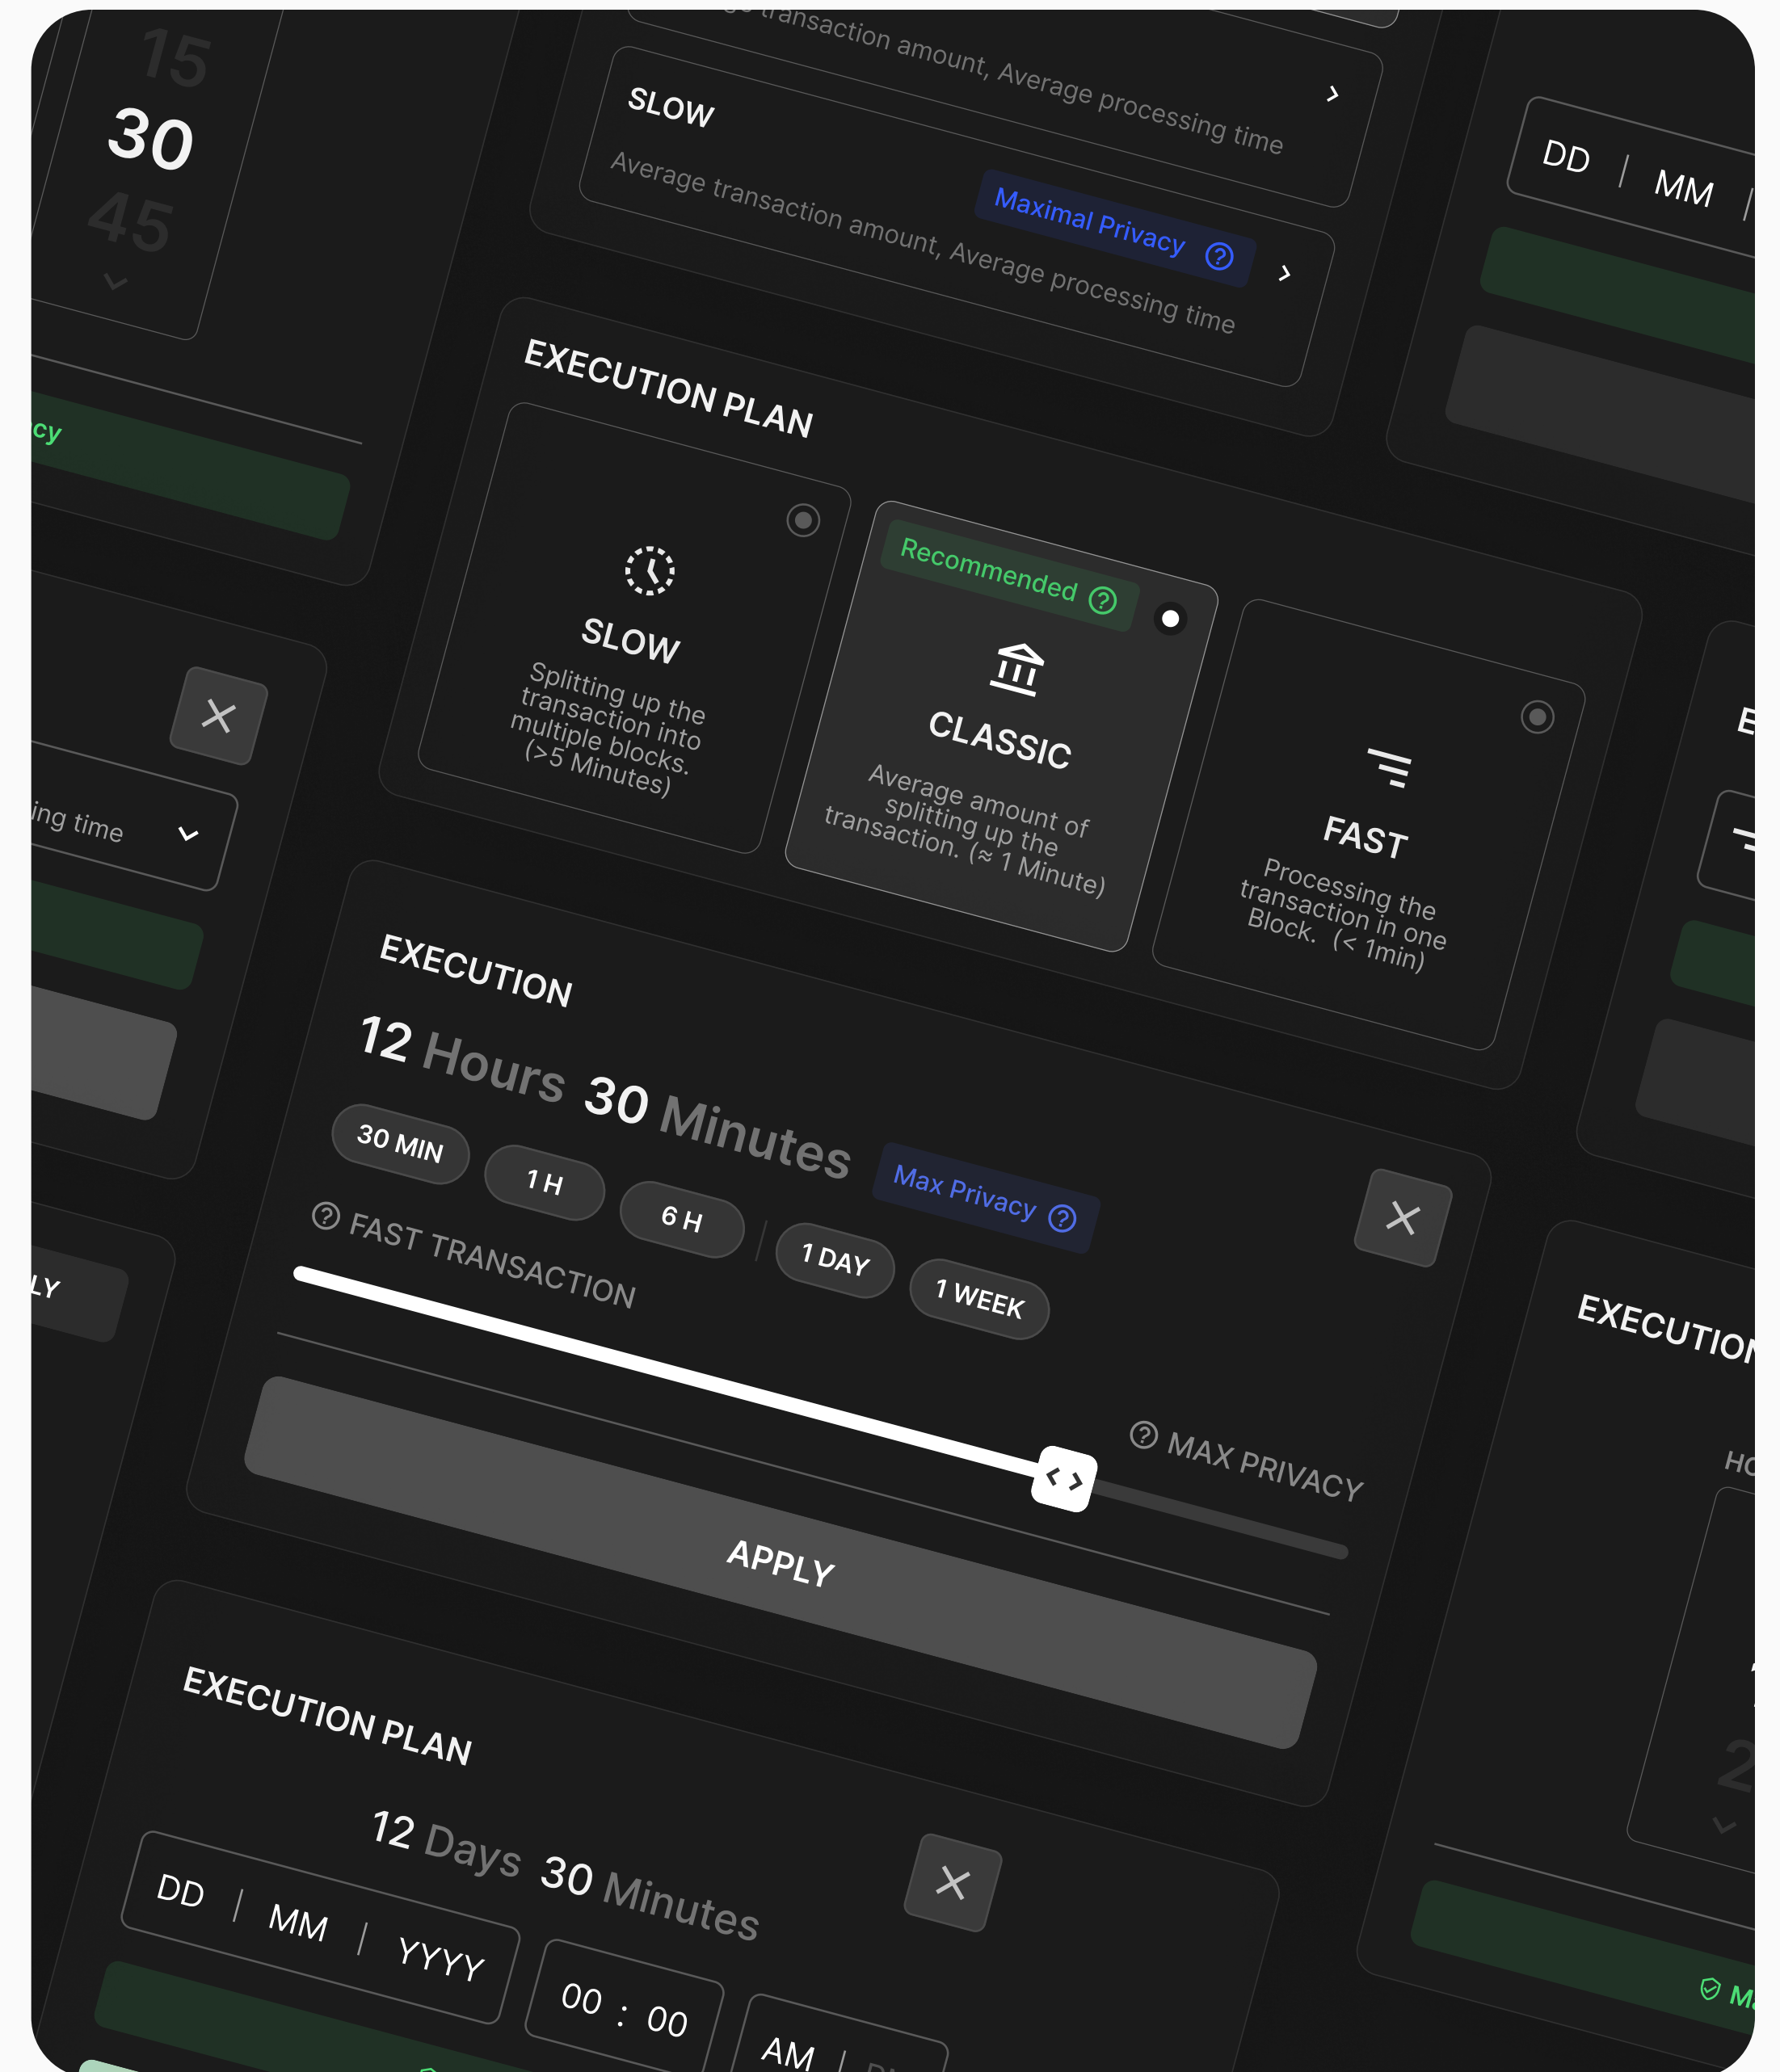 15
30
45
cy
ing time
LY
transaction amount, Average processing time
SLOW
Maximal Privacy
Average transaction amount, Average processing time
DD | MM |
EXECUTION PLAN
SLOW
Splitting up the
transaction into
multiple blocks.
(>5 Minutes)
Recommended
CLASSIC
Average amount of
splitting up the
transaction. (≈ 1 Minute)
FAST
Processing the
transaction in one
Block. (< 1min)
EXECUTION
12 Hours 30 Minutes
Max Privacy
30 MIN
1 H
6 H
1 DAY
1 WEEK
FAST TRANSACTION
MAX PRIVACY
APPLY
EXECUTION
HO
2
EXECUTION PLAN
12 Days 30 Minutes
DD | MM | YYYY
00 : 00
AM |